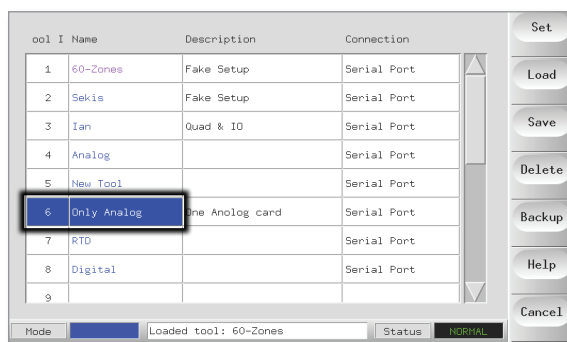 Set
ool I Name Description Connection
1 60-Zones Fake Setup Serial Port
Load
2 Sekis Fake Setup Serial Port
3 Ian Quad & IO Serial Port
Save
4 Analog Serial Port
Delete
5 New Tool Serial Port
6 Only Analog One Anolog card Serial Port
Backup
7 RTD Serial Port
8 Digital Serial Port
Help
9
Cancel
Mode Loaded tool: 60-Zones Status NORMAL